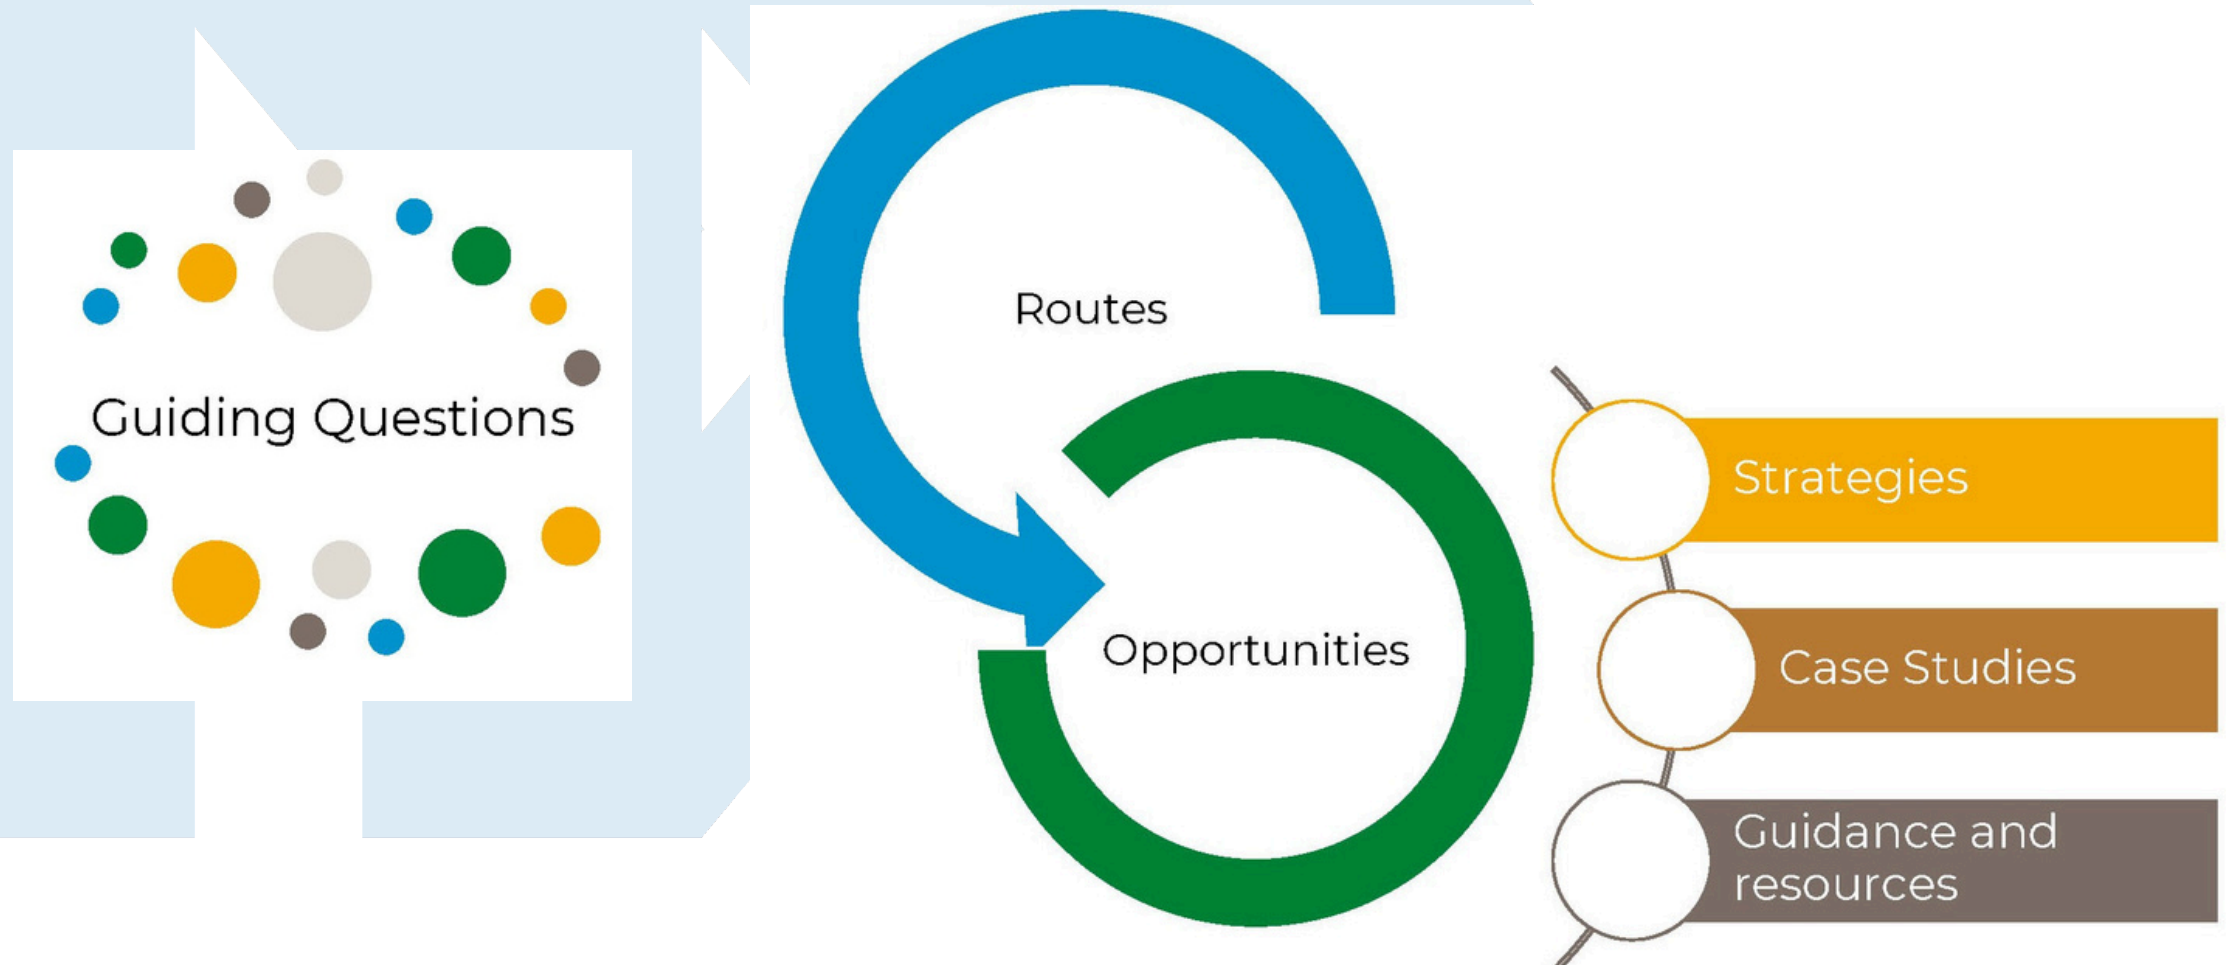 Guiding Questions
Routes
Opportunities
Strategies
Case Studies
Guidance and
resources